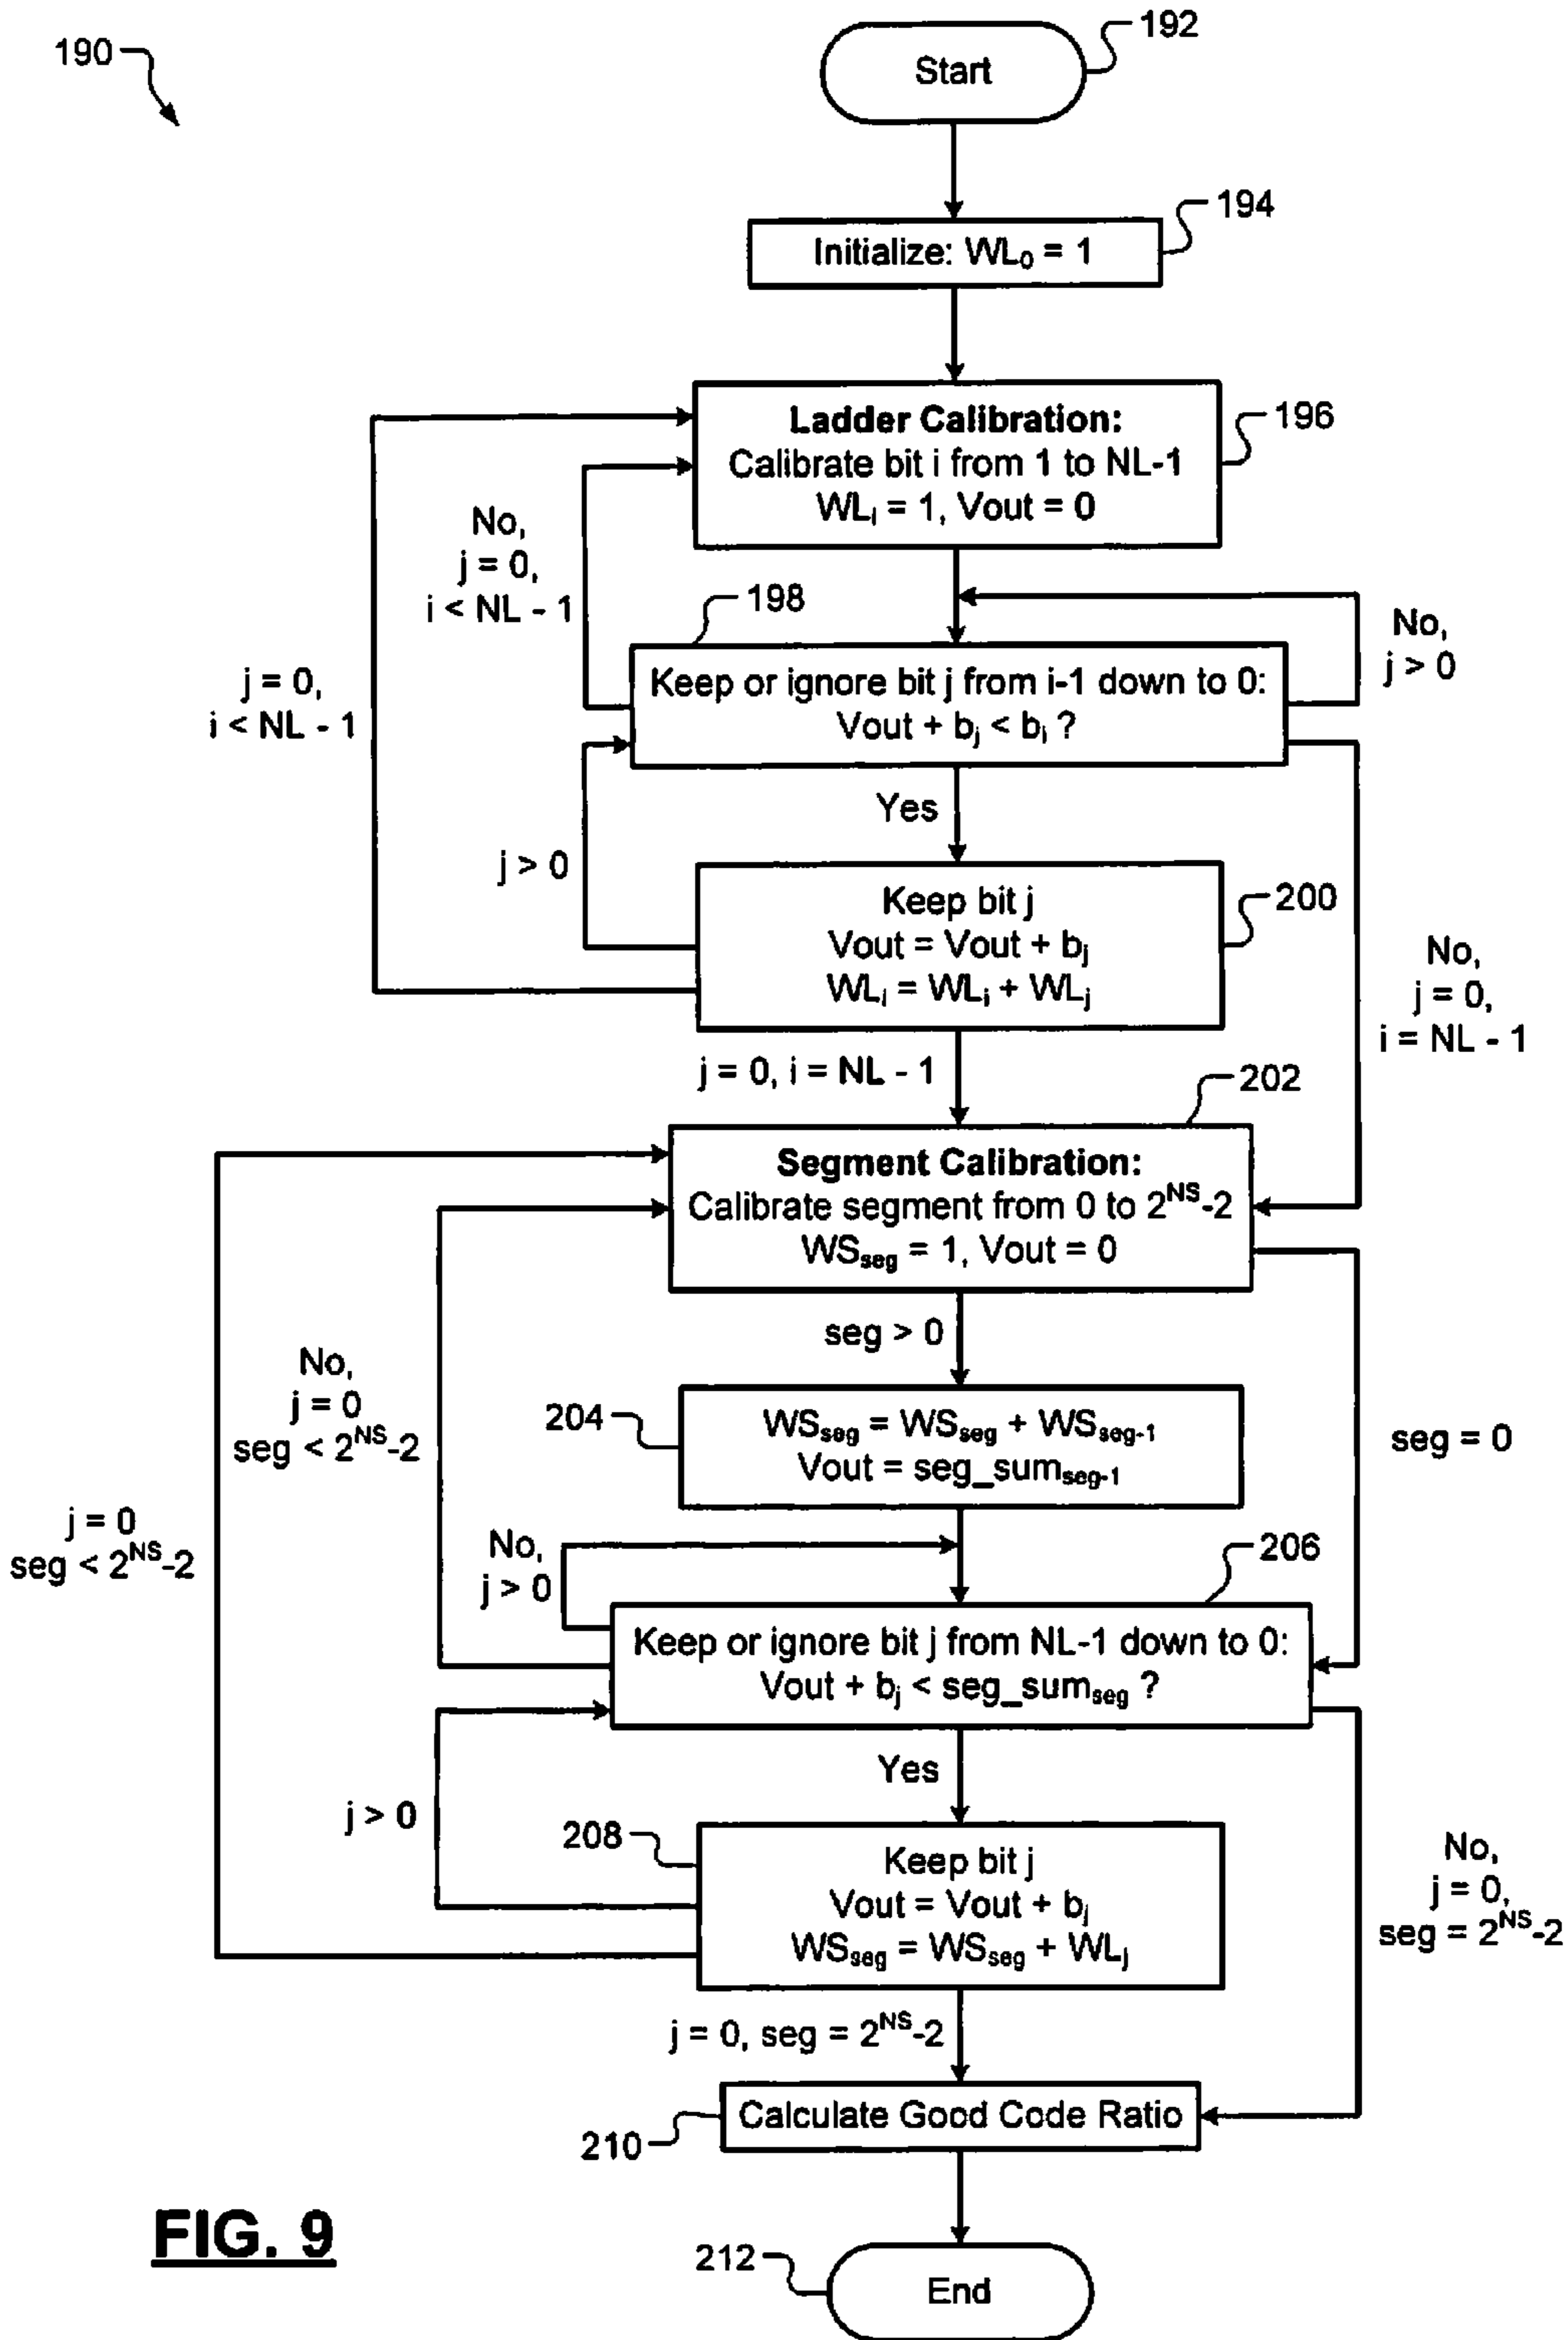 190
192
Start
194
Initialize: WL₀ = 1
196
Ladder Calibration:
Calibrate bit i from 1 to NL-1
WLᵢ = 1, Vout = 0
No,
j = 0,
i < NL - 1
198
No,
j > 0
j = 0,
i < NL - 1
Keep or ignore bit j from i-1 down to 0:
Vout + bⱼ < bᵢ ?
Yes
j > 0
200
Keep bit j
Vout = Vout + bⱼ
WLᵢ = WLᵢ + WLⱼ
No,
j = 0,
i = NL - 1
j = 0, i = NL - 1
202
Segment Calibration:
Calibrate segment from 0 to 2^NS-2
WS_seg = 1, Vout = 0
seg > 0
No,
j = 0
seg < 2^NS-2
204
WS_seg = WS_seg + WS_seg-1
Vout = seg_sum_seg-1
seg = 0
j = 0
seg < 2^NS-2
No,
j > 0
206
Keep or ignore bit j from NL-1 down to 0:
Vout + bⱼ < seg_sum_seg ?
Yes
j > 0
208
Keep bit j
Vout = Vout + bⱼ
WS_seg = WS_seg + WLⱼ
No,
j = 0,
seg = 2^NS-2
j = 0, seg = 2^NS-2
Calculate Good Code Ratio
210
FIG. 9
212
End